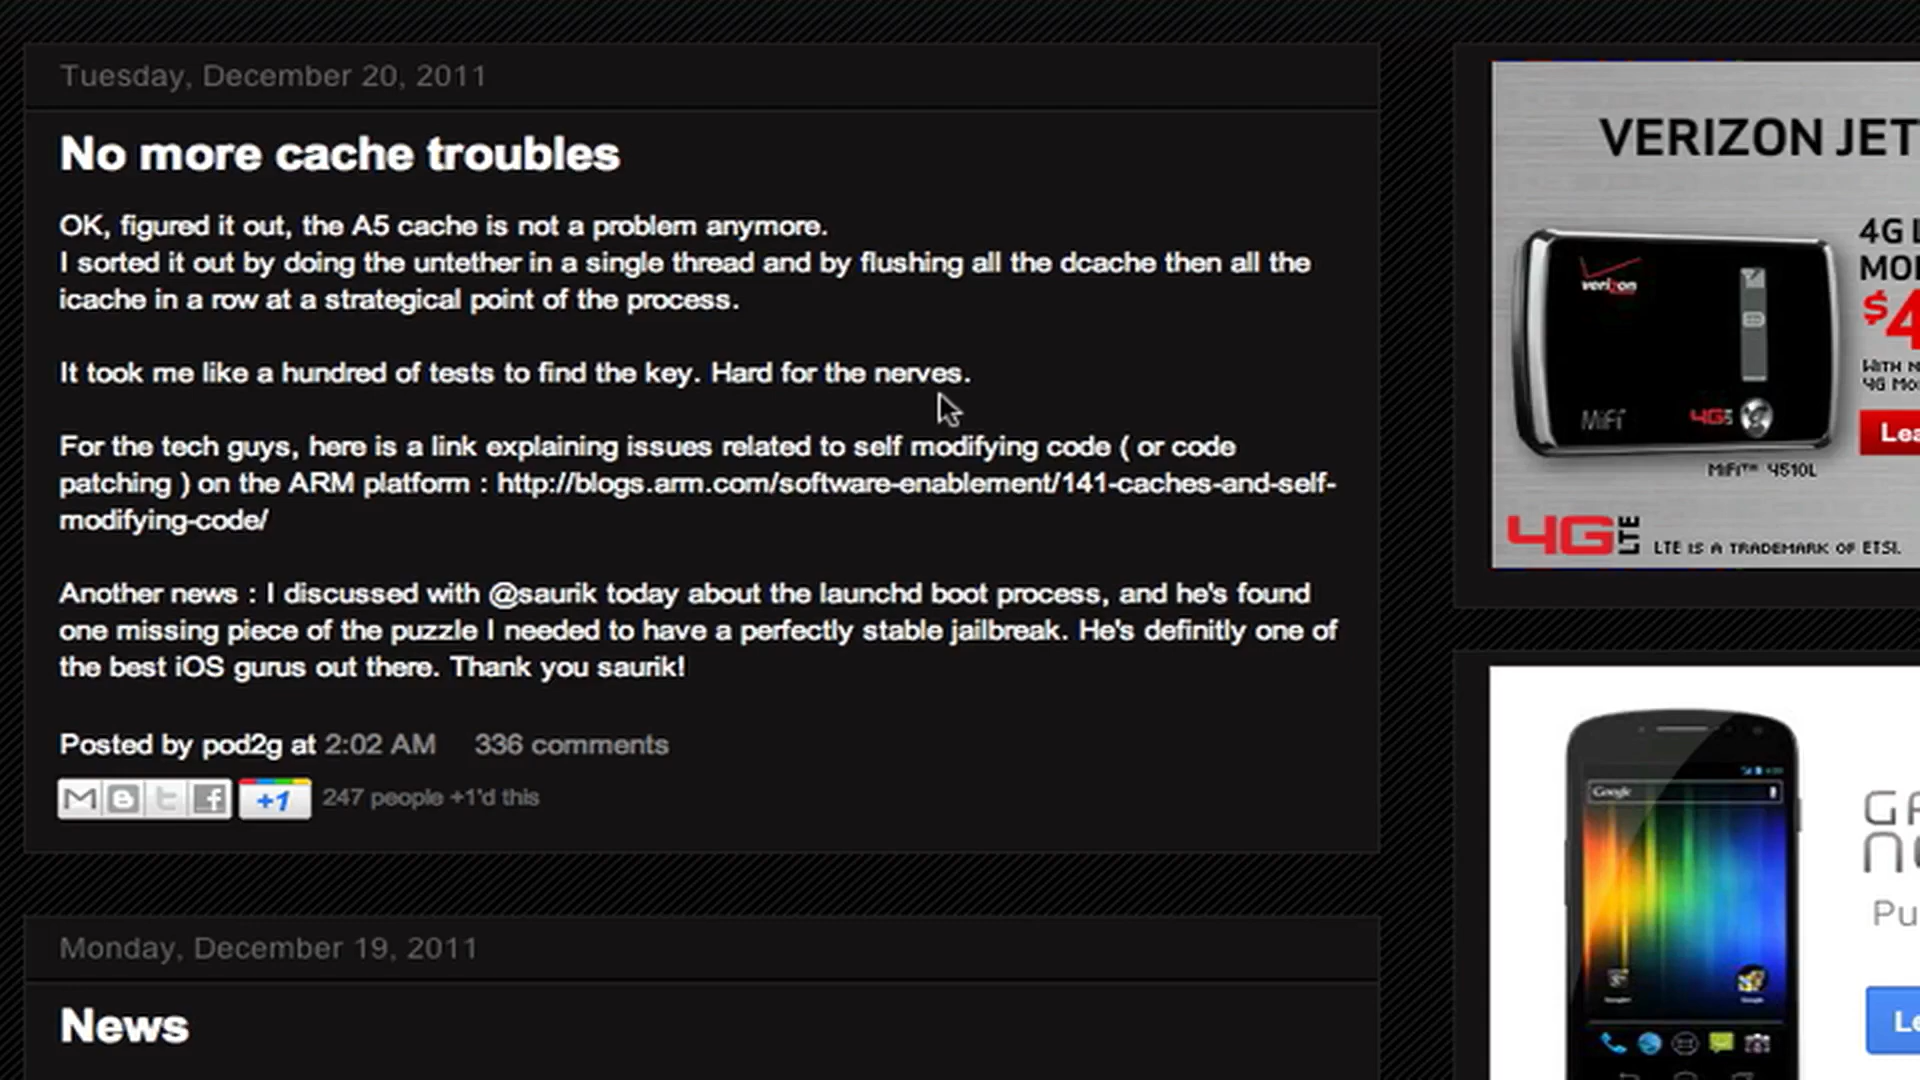 Tuesday, December 20, 2011
No more cache troubles
OK, figured it out, the A5 cache is not a problem anymore.
I sorted it out by doing the untether in a single thread and by flushing all the dcache then all the
icache in a row at a strategical point of the process.
It took me like a hundred of tests to find the key. Hard for the nerves.
For the tech guys, here is a link explaining issues related to self modifying code ( or code
patching ) on the ARM platform : http://blogs.arm.com/software-enablement/141-caches-and-self-
modifying-code/
Another news : I discussed with @saurik today about the launchd boot process, and he's found
one missing piece of the puzzle I needed to have a perfectly stable jailbreak. He's definitly one of
the best iOS gurus out there. Thank you saurik!
Posted by pod2g at 2:02 AM 336 comments
+1 247 people +1'd this
Monday, December 19, 2011
News
VERIZON JET
4G L
MO
$4
WITH
4G Mo
Lea
verizon
MiFi
4G
MiFi™ 4510L
4G LTE LTE IS A TRADEMARK OF ETSI.
Google
Pu
Le